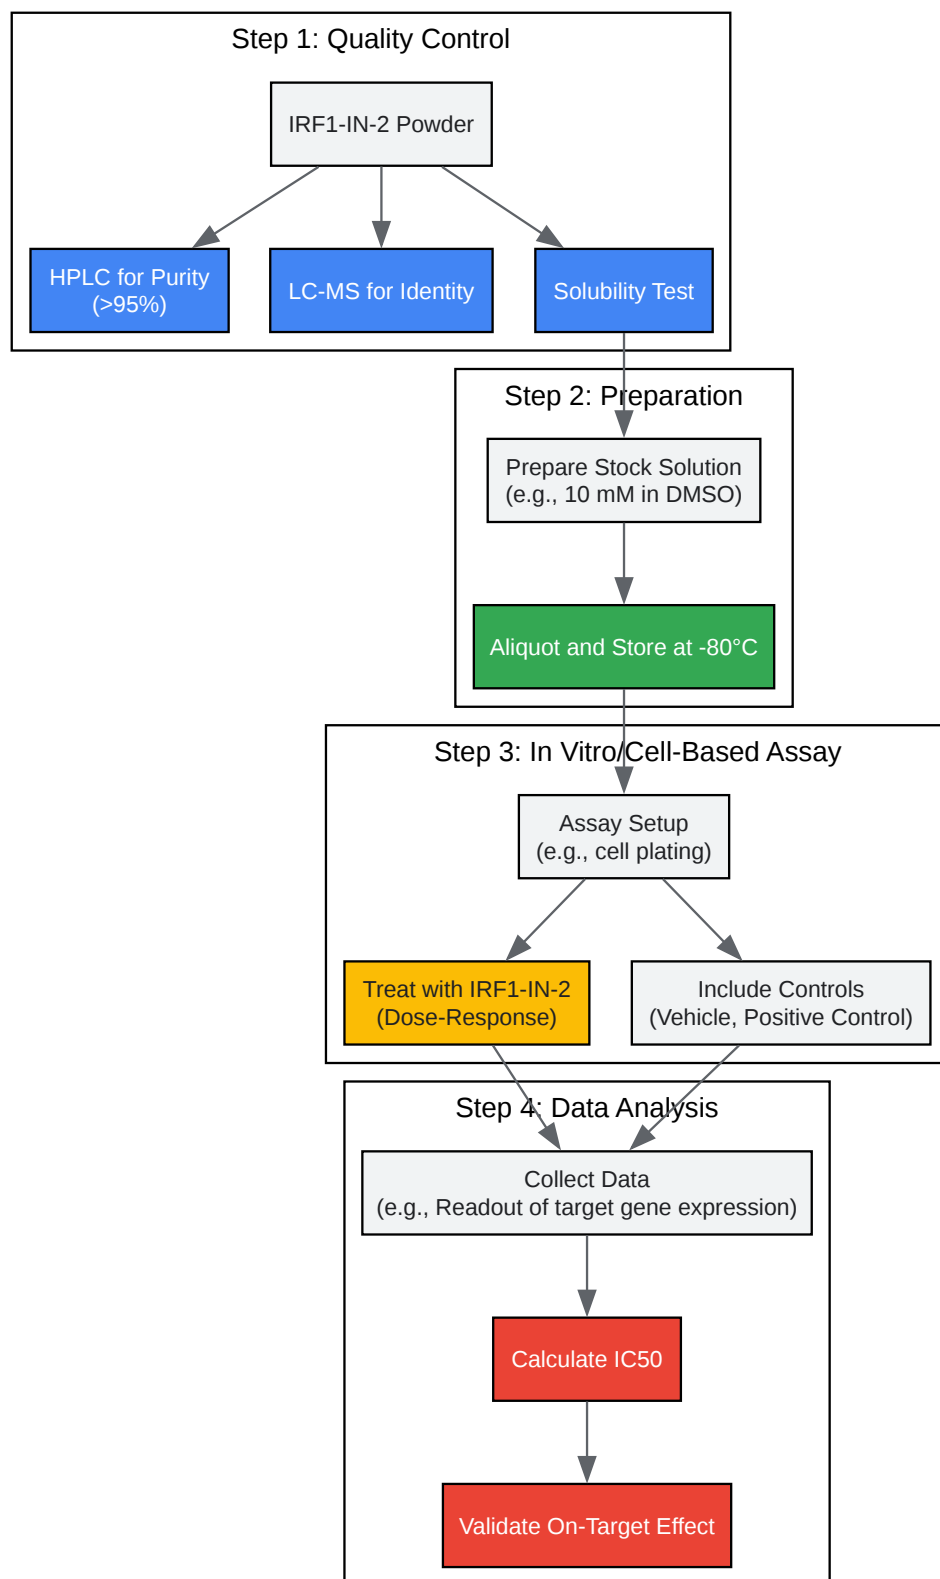 Step 1: Quality Control
IRF1-IN-2 Powder
HPLC for Purity
(>95%)
LC-MS for Identity
Solubility Test
Step 2: Preparation
Prepare Stock Solution
(e.g., 10 mM in DMSO)
Aliquot and Store at -80°C
Step 3: In Vitro/Cell-Based Assay
Assay Setup
(e.g., cell plating)
Treat with IRF1-IN-2
(Dose-Response)
Include Controls
(Vehicle, Positive Control)
Step 4: Data Analysis
Collect Data
(e.g., Readout of target gene expression)
Calculate IC50
Validate On-Target Effect